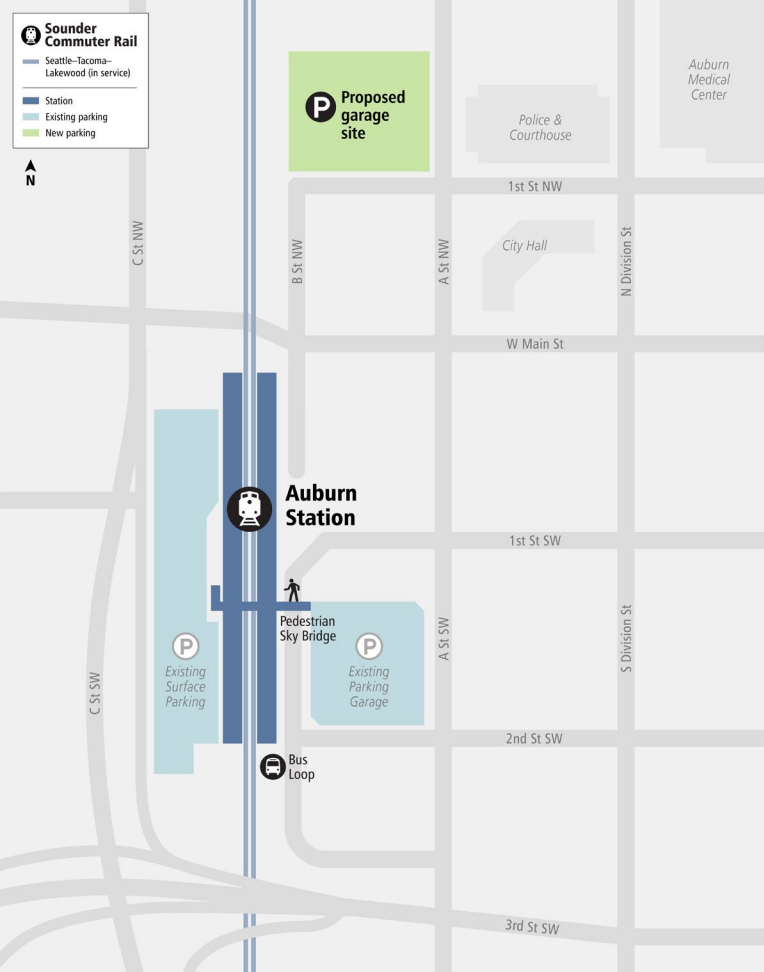 Sounder
Commuter Rail
Seattle–Tacoma–
Lakewood (in service)
Station
Existing parking
New parking
N
P
Proposed
garage
site
Police &
Courthouse
Auburn
Medical
Center
1st St NW
C St NW
B St NW
A St NW
City Hall
N Division St
W Main St
Auburn
Station
1st St SW
Pedestrian
Sky Bridge
A St SW
S Division St
C St SW
P
Existing
Surface
Parking
P
Existing
Parking
Garage
2nd St SW
Bus
Loop
3rd St SW